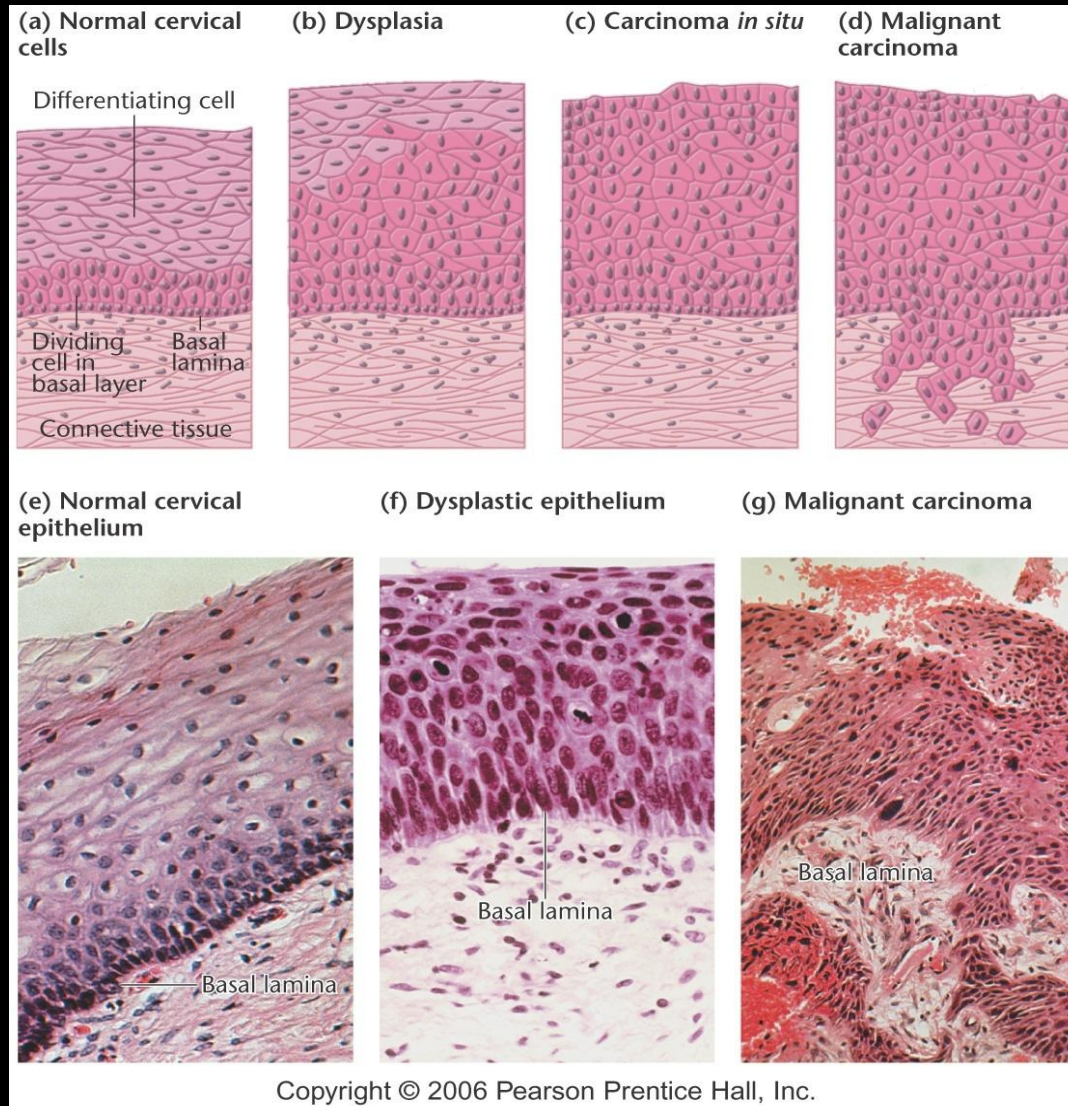 (a) Normal cervical
cells
(b) Dysplasia
(c) Carcinoma in situ
(d) Malignant
carcinoma
Differentiating cell
Dividing
cell in
basal layer
Basal
lamina
Connective tissue
(e) Normal cervical
epithelium
(f) Dysplastic epithelium
(g) Malignant carcinoma
Basal lamina
Basal lamina
Basal lamina
Copyright © 2006 Pearson Prentice Hall, Inc.